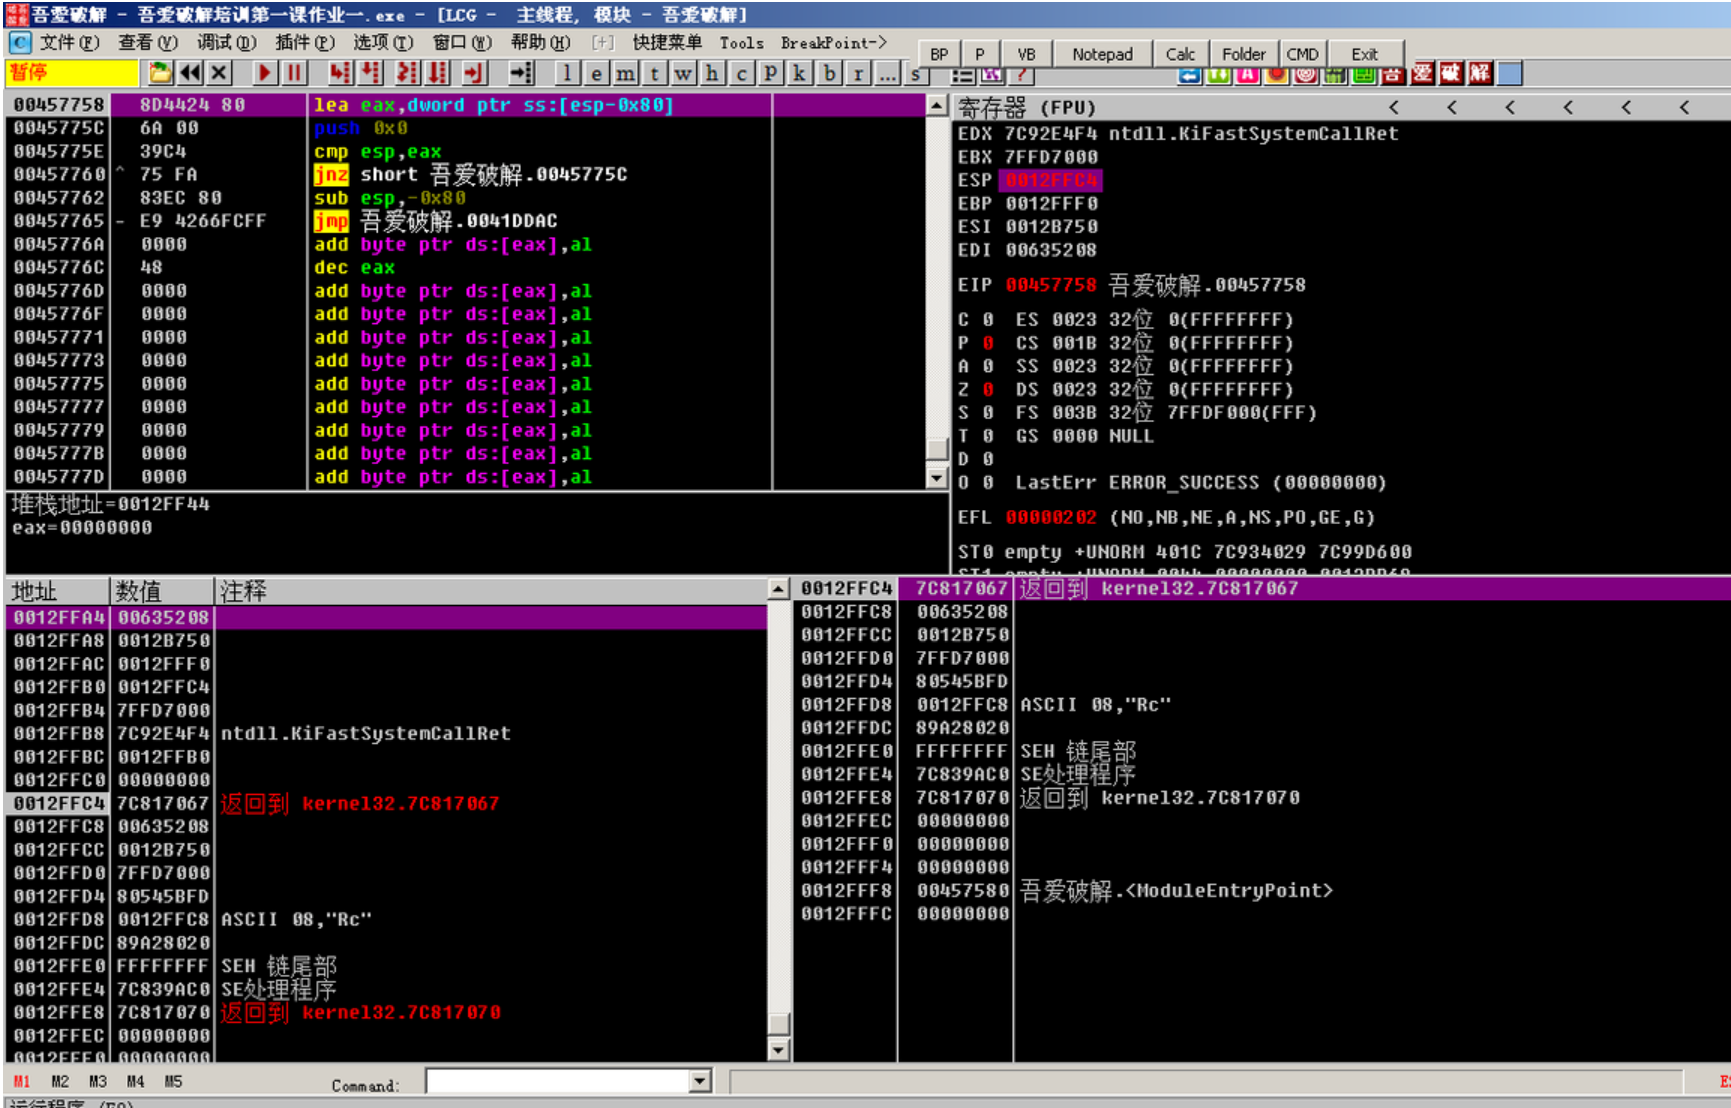 吾爱破解 - 吾爱破解培训第一课作业一.exe - [LCG - 主线程, 模块 - 吾爱破解]
文件(F) 查看(V) 调试(D) 插件(P) 选项(T) 窗口(W) 帮助(H) [+] 快捷菜单 Tools BreakPoint->
BP P VB Notepad Calc Folder CMD Exit
暂停 l e m t w h c P k b r ... s ? 吾 爱 破 解
00457758 8D4424 80 lea eax,dword ptr ss:[esp-0x80]
0045775C 6A 00 push 0x0
0045775E 39C4 cmp esp,eax
00457760 ^ 75 FA jnz short 吾爱破解.0045775C
00457762 83EC 80 sub esp,-0x80
00457765 - E9 4266FCFF jmp 吾爱破解.0041DDAC
0045776A 0000 add byte ptr ds:[eax],al
0045776C 48 dec eax
0045776D 0000 add byte ptr ds:[eax],al
0045776F 0000 add byte ptr ds:[eax],al
00457771 0000 add byte ptr ds:[eax],al
00457773 0000 add byte ptr ds:[eax],al
00457775 0000 add byte ptr ds:[eax],al
00457777 0000 add byte ptr ds:[eax],al
00457779 0000 add byte ptr ds:[eax],al
0045777B 0000 add byte ptr ds:[eax],al
0045777D 0000 add byte ptr ds:[eax],al
堆栈地址=0012FF44
eax=00000000
寄存器 (FPU) < < < < < <
EDX 7C92E4F4 ntdll.KiFastSystemCallRet
EBX 7FFD7000
ESP 0012FFC4
EBP 0012FFF0
ESI 0012B750
EDI 00635208
EIP 00457758 吾爱破解.00457758
C 0 ES 0023 32位 0(FFFFFFFF)
P 0 CS 001B 32位 0(FFFFFFFF)
A 0 SS 0023 32位 0(FFFFFFFF)
Z 0 DS 0023 32位 0(FFFFFFFF)
S 0 FS 003B 32位 7FFDF000(FFF)
T 0 GS 0000 NULL
D 0
O 0 LastErr ERROR_SUCCESS (00000000)
EFL 00000202 (NO,NB,NE,A,NS,PO,GE,G)
ST0 empty +UNORM 401C 7C934029 7C99D600
地址 数值 注释
0012FFA4 00635208
0012FFA8 0012B750
0012FFAC 0012FFF0
0012FFB0 0012FFC4
0012FFB4 7FFD7000
0012FFB8 7C92E4F4 ntdll.KiFastSystemCallRet
0012FFBC 0012FFB0
0012FFC0 00000000
0012FFC4 7C817067 返回到 kernel32.7C817067
0012FFC8 00635208
0012FFCC 0012B750
0012FFD0 7FFD7000
0012FFD4 80545BFD
0012FFD8 0012FFC8 ASCII 08,"Rc"
0012FFDC 89A28020
0012FFE0 FFFFFFFF SEH 链尾部
0012FFE4 7C839AC0 SE处理程序
0012FFE8 7C817070 返回到 kernel32.7C817070
0012FFEC 00000000
0012FFF0 00000000
0012FFC4 7C817067 返回到 kernel32.7C817067
0012FFC8 00635208
0012FFCC 0012B750
0012FFD0 7FFD7000
0012FFD4 80545BFD
0012FFD8 0012FFC8 ASCII 08,"Rc"
0012FFDC 89A28020
0012FFE0 FFFFFFFF SEH 链尾部
0012FFE4 7C839AC0 SE处理程序
0012FFE8 7C817070 返回到 kernel32.7C817070
0012FFEC 00000000
0012FFF0 00000000
0012FFF4 00000000
0012FFF8 00457580 吾爱破解.<ModuleEntryPoint>
0012FFFC 00000000
M1 M2 M3 M4 M5 Command:
运行程序 (F9)